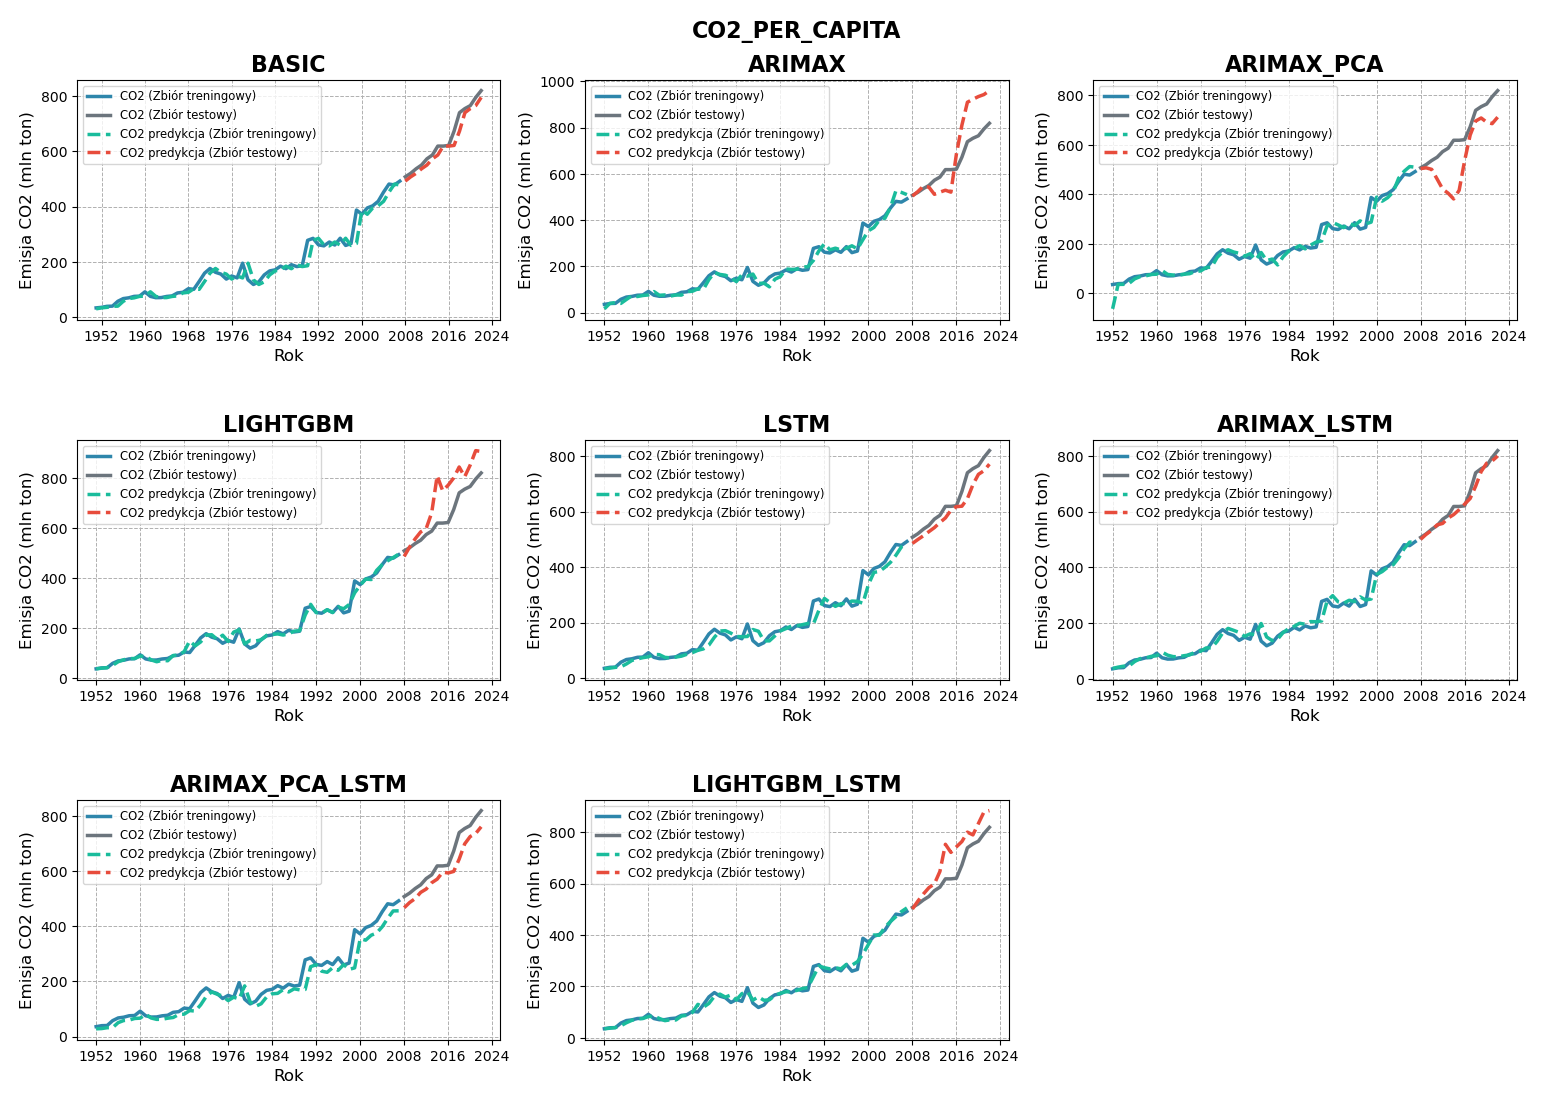 CO2_PER_CAPITA
BASIC
Emisja CO2 (mln ton)
800
600
400
200
0
CO2 (Zbiór treningowy)
CO2 (Zbiór testowy)
CO2 predykcja (Zbiór treningowy)
CO2 predykcja (Zbiór testowy)
1952 1960 1968 1976 1984 1992 2000 2008 2016 2024
Rok
ARIMAX
Emisja CO2 (mln ton)
1000
800
600
400
200
0
CO2 (Zbiór treningowy)
CO2 (Zbiór testowy)
CO2 predykcja (Zbiór treningowy)
CO2 predykcja (Zbiór testowy)
1952 1960 1968 1976 1984 1992 2000 2008 2016 2024
Rok
ARIMAX_PCA
Emisja CO2 (mln ton)
800
600
400
200
0
CO2 (Zbiór treningowy)
CO2 (Zbiór testowy)
CO2 predykcja (Zbiór treningowy)
CO2 predykcja (Zbiór testowy)
1952 1960 1968 1976 1984 1992 2000 2008 2016 2024
Rok
LIGHTGBM
Emisja CO2 (mln ton)
800
600
400
200
0
CO2 (Zbiór treningowy)
CO2 (Zbiór testowy)
CO2 predykcja (Zbiór treningowy)
CO2 predykcja (Zbiór testowy)
1952 1960 1968 1976 1984 1992 2000 2008 2016 2024
Rok
LSTM
Emisja CO2 (mln ton)
800
600
400
200
0
CO2 (Zbiór treningowy)
CO2 (Zbiór testowy)
CO2 predykcja (Zbiór treningowy)
CO2 predykcja (Zbiór testowy)
1952 1960 1968 1976 1984 1992 2000 2008 2016 2024
Rok
ARIMAX_LSTM
Emisja CO2 (mln ton)
800
600
400
200
0
CO2 (Zbiór treningowy)
CO2 (Zbiór testowy)
CO2 predykcja (Zbiór treningowy)
CO2 predykcja (Zbiór testowy)
1952 1960 1968 1976 1984 1992 2000 2008 2016 2024
Rok
ARIMAX_PCA_LSTM
Emisja CO2 (mln ton)
800
600
400
200
0
CO2 (Zbiór treningowy)
CO2 (Zbiór testowy)
CO2 predykcja (Zbiór treningowy)
CO2 predykcja (Zbiór testowy)
1952 1960 1968 1976 1984 1992 2000 2008 2016 2024
Rok
LIGHTGBM_LSTM
Emisja CO2 (mln ton)
800
600
400
200
0
CO2 (Zbiór treningowy)
CO2 (Zbiór testowy)
CO2 predykcja (Zbiór treningowy)
CO2 predykcja (Zbiór testowy)
1952 1960 1968 1976 1984 1992 2000 2008 2016 2024
Rok